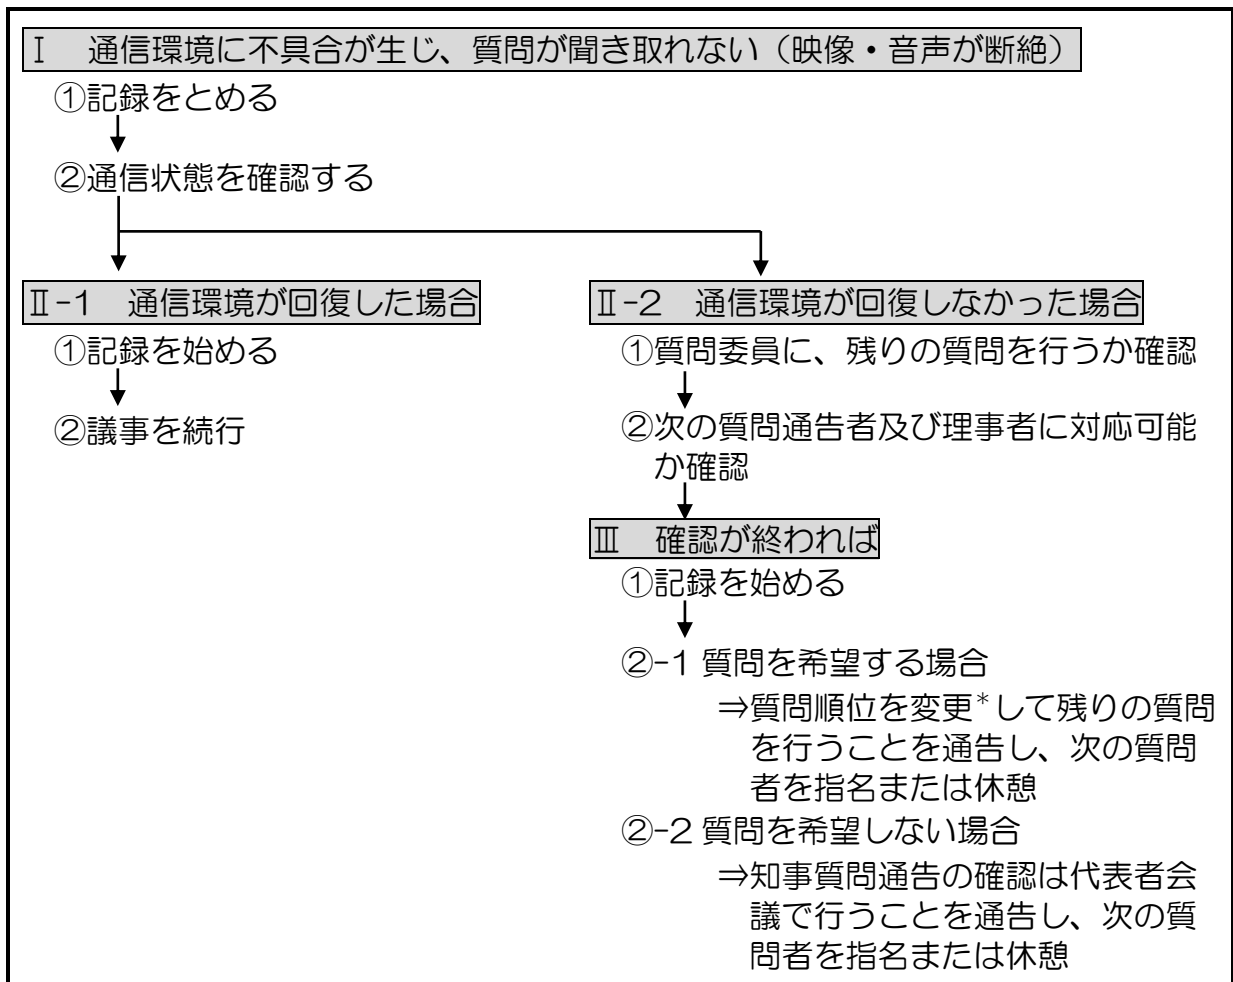 Ⅰ　通信環境に不具合が生じ、質問が聞き取れない（映像・音声が断絶）
①記録をとめる
②通信状態を確認する
Ⅱ-1　通信環境が回復した場合
①記録を始める
②議事を続行
Ⅱ-2　通信環境が回復しなかった場合
①質問委員に、残りの質問を行うか確認
②次の質問通告者及び理事者に対応可能
か確認
Ⅲ　確認が終われば
①記録を始める
②-1 質問を希望する場合
⇒質問順位を変更*して残りの質問
を行うことを通告し、次の質問
者を指名または休憩
②-2 質問を希望しない場合
⇒知事質問通告の確認は代表者会
議で行うことを通告し、次の質
問者を指名または休憩